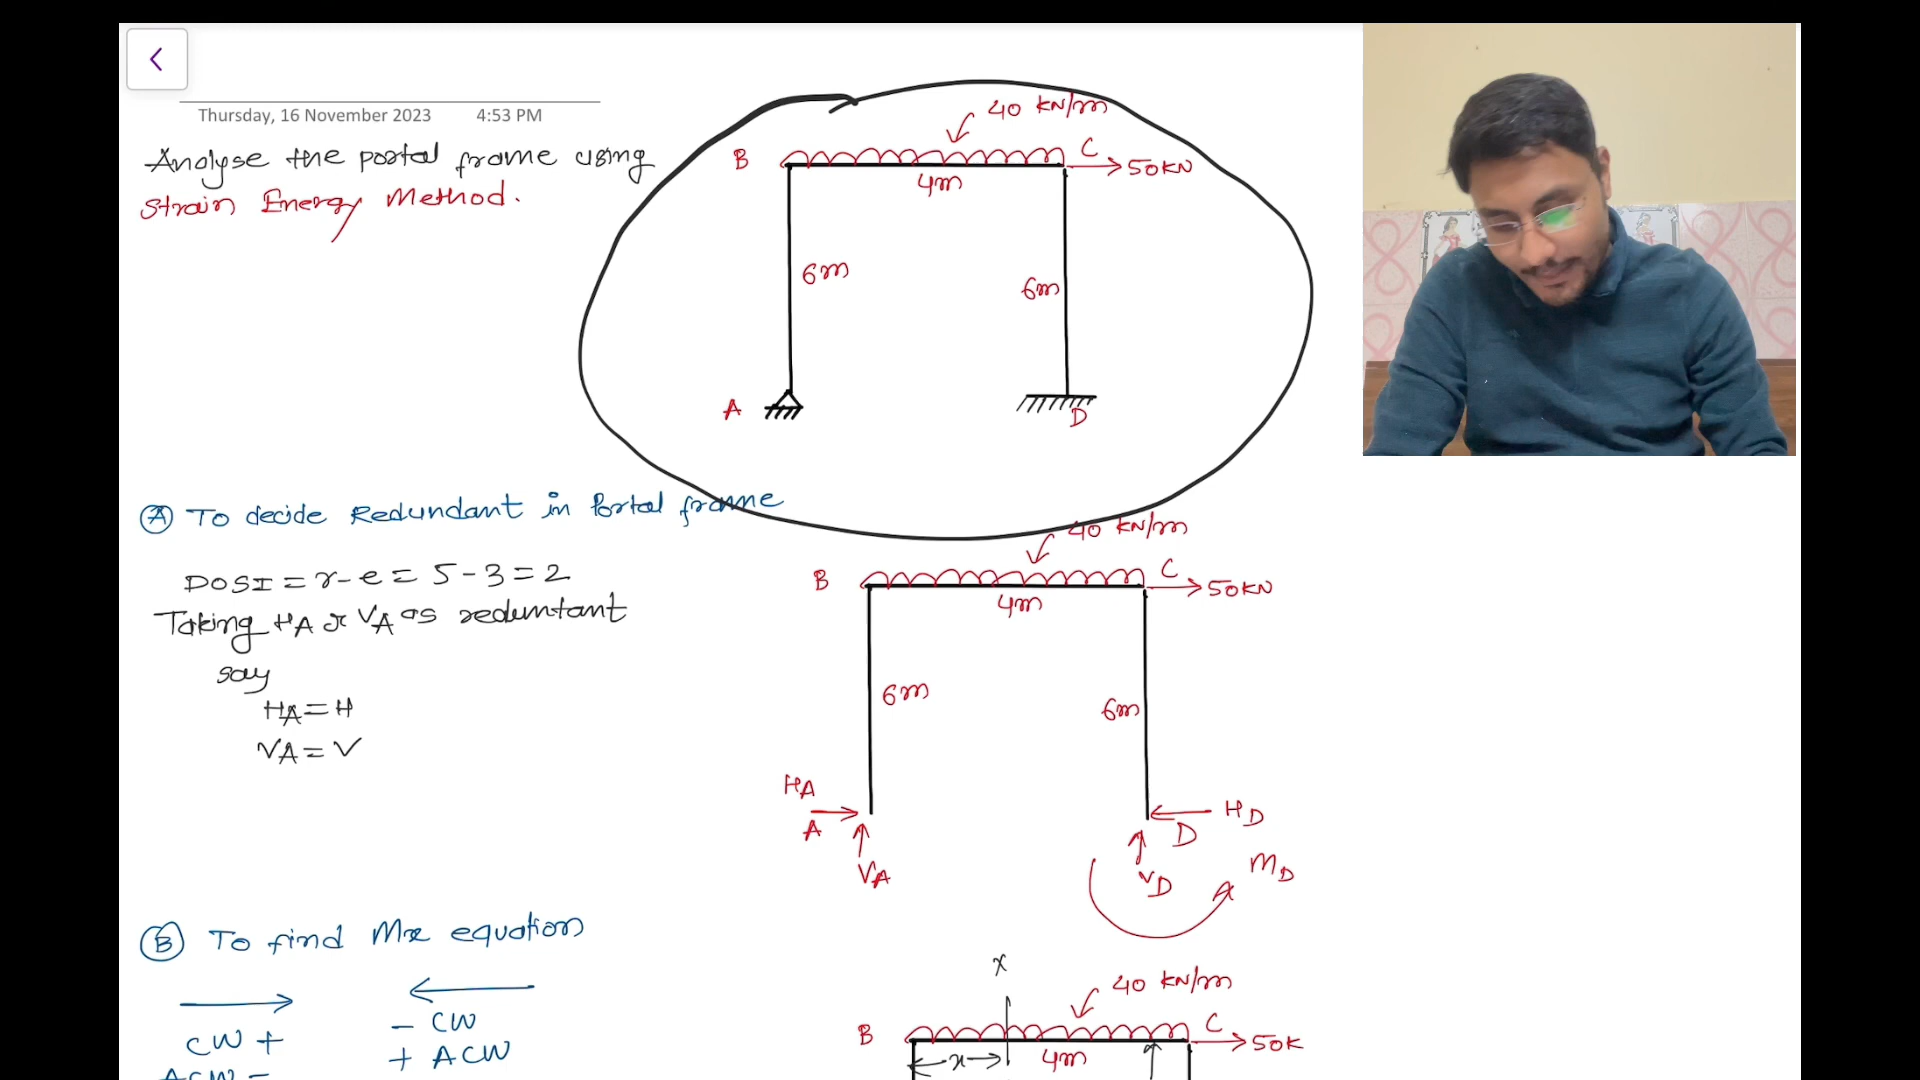 Thursday, 16 November 2023 4:53 PM
Analyse the portal frame using
Strain Energy Method.
40 KN/m
B
C
50KN
4m
6m
6m
A
D
(A) To decide Redundant in Portal frame
DOSI = r - e = 5 - 3 = 2
Taking HA & VA as redumtant
say
HA = H
VA = V
40 KN/m
B
C
50KN
4m
6m
6m
HA
A
VA
HD
D
VD
MD
(B) To find Mx equation
CW +
ACW -
- CW
+ ACW
x
40 KN/m
B
C
50K
x
4m